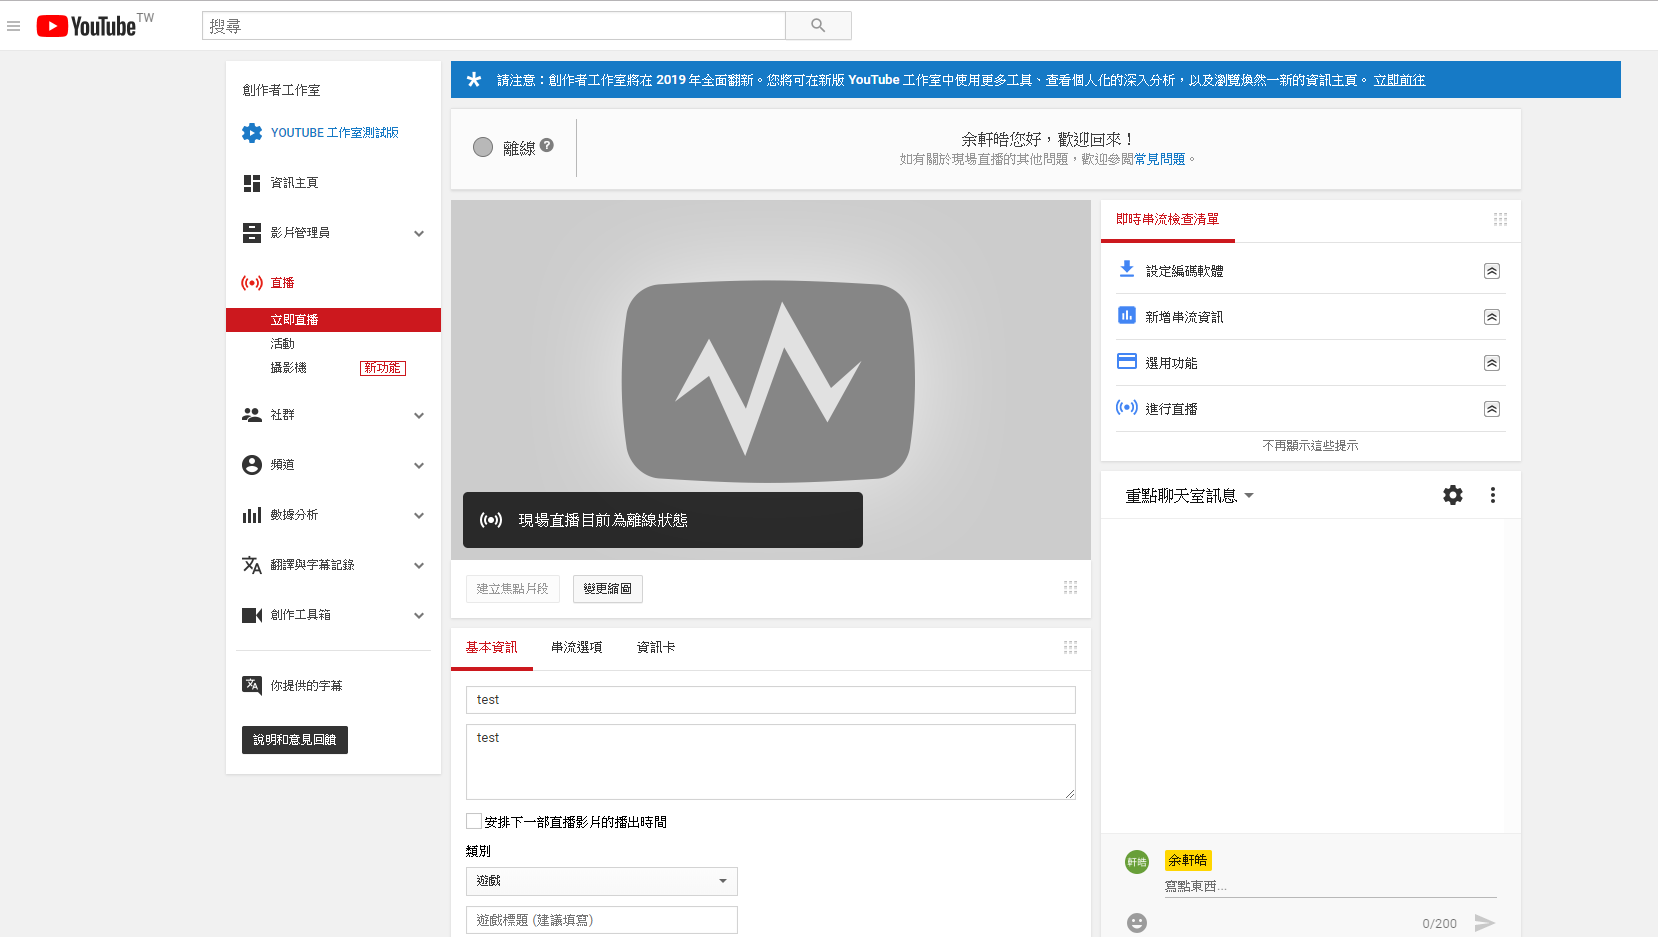 YouTube TW
搜尋
創作者工作室
YOUTUBE 工作室測試版
資訊主頁
影片管理員
直播
立即直播
活動
攝影機 新功能
社群
頻道
數據分析
翻譯與字幕記錄
創作工具箱
你提供的字幕
說明和意見回饋
請注意：創作者工作室將在 2019 年全面翻新。您將可在新版 YouTube 工作室中使用更多工具、查看個人化的深入分析，以及瀏覽煥然一新的資訊主頁。 立即前往
離線 ?
余軒皓您好，歡迎回來！
如有關於現場直播的其他問題，歡迎參閱常見問題。
現場直播目前為離線狀態
建立焦點片段 變更縮圖
基本資訊 串流選項 資訊卡
test
test
安排下一部直播影片的播出時間
類別
遊戲
遊戲標題 (建議填寫)
即時串流檢查清單
設定編碼軟體
新增串流資訊
選用功能
進行直播
不再顯示這些提示
重點聊天室訊息
軒皓 余軒皓
寫點東西...
0/200